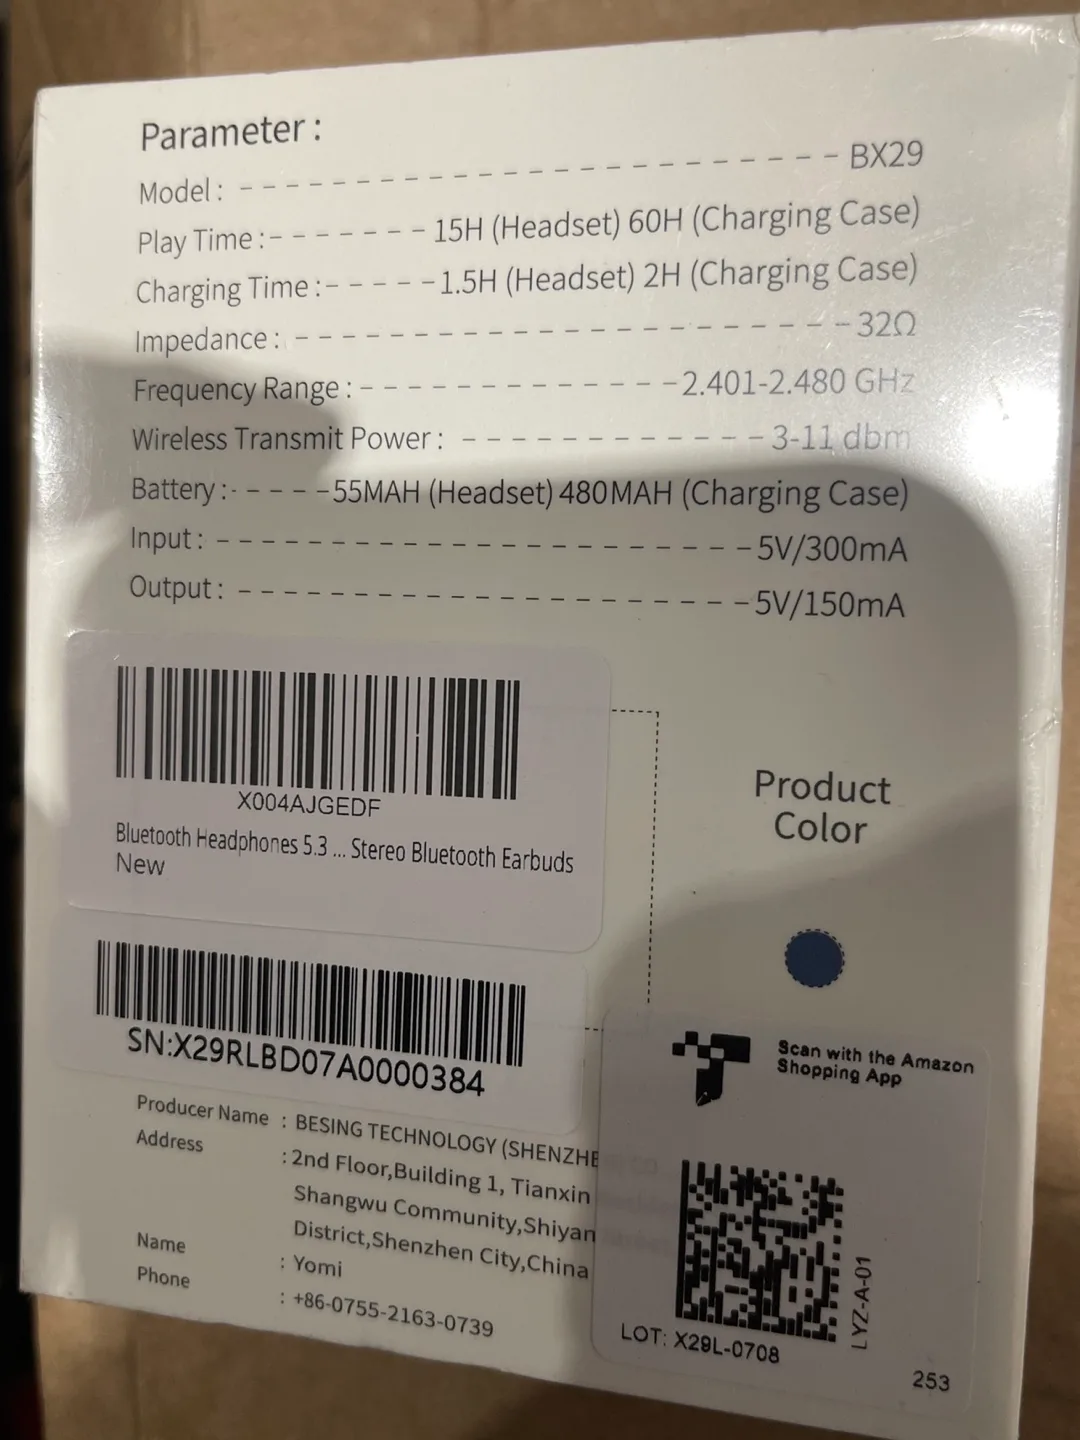 Parameter :
Model : BX29
Play Time : 15H (Headset) 60H (Charging Case)
Charging Time : 1.5H (Headset) 2H (Charging Case)
Impedance : 32Ω
Frequency Range : 2.401-2.480 GHz
Wireless Transmit Power : 3-11 dbm
Battery : 55MAH (Headset) 480MAH (Charging Case)
Input : 5V/300mA
Output : 5V/150mA
X004AJGEDF
Bluetooth Headphones 5.3 ... Stereo Bluetooth Earbuds
New
Product
Color
SN:X29RLBD07A0000384
Scan with the Amazon
Shopping App
Producer Name : BESING TECHNOLOGY
Address : 2nd Floor,Building 1, Tianxin
Shangwu Community,Shiyan
District,Shenzhen City,China
Name : Yomi
Phone : +86-0755-2163-0739
LYZ-A-01
LOT: X29L-0708
253